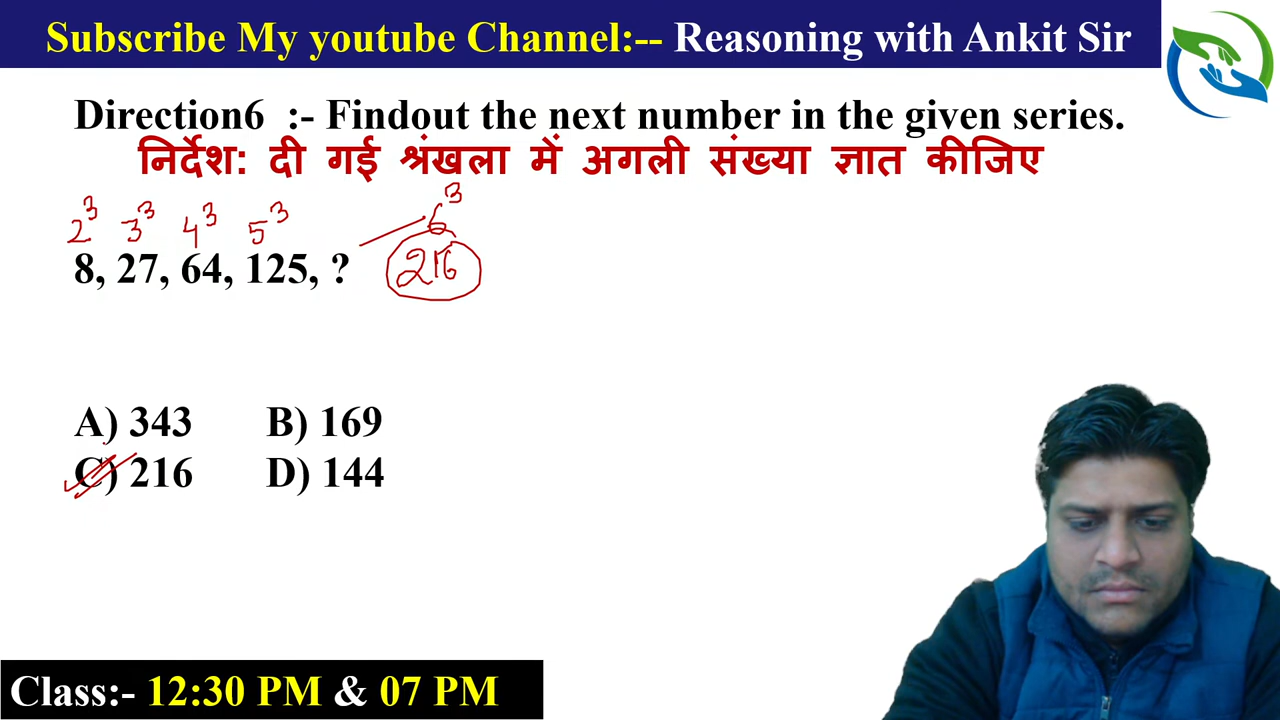 Subscribe My youtube Channel:-- Reasoning with Ankit Sir
Direction6 :- Findout the next number in the given series.
निर्देश: दी गई श्रंखला में अगली संख्या ज्ञात कीजिए
2³ 3³ 4³ 5³ 6³
8, 27, 64, 125, ? 216
A) 343 B) 169
C) 216 D) 144
Class:- 12:30 PM & 07 PM